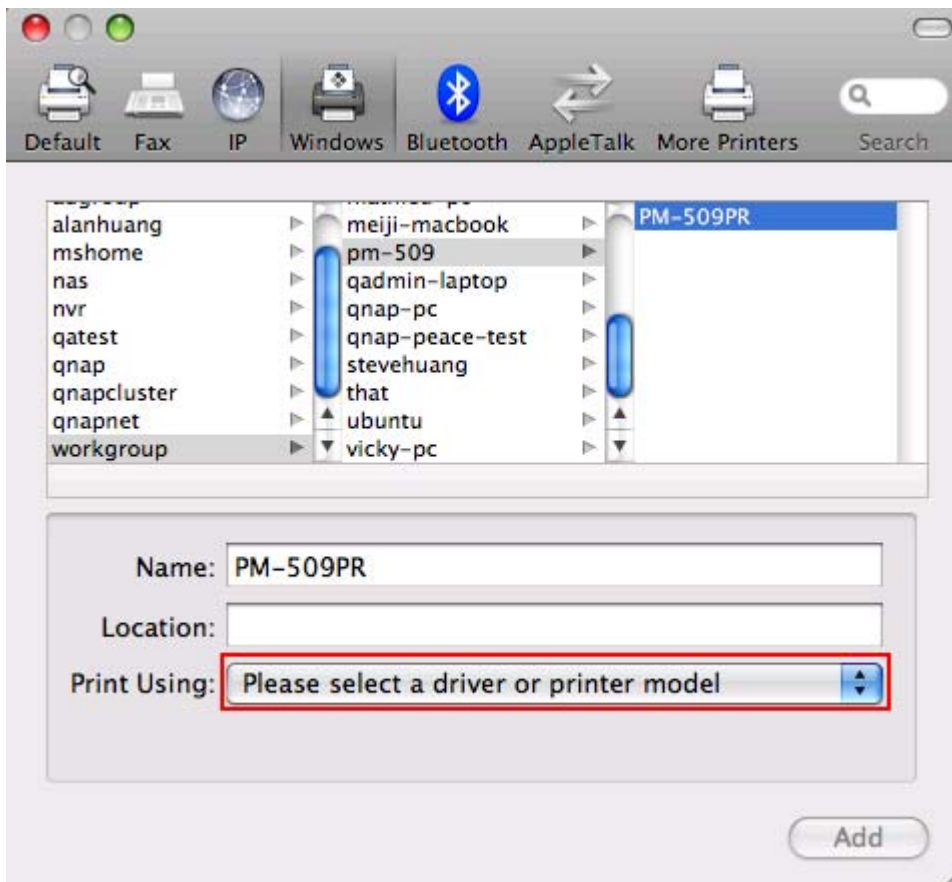 Default Fax IP Windows Bluetooth AppleTalk More Printers Search
alanhuang
mshome
nas
nvr
qatest
qnap
qnapcluster
qnapnet
workgroup
meiji-macbook
pm-509
qadmin-laptop
qnap-pc
qnap-peace-test
stevehuang
that
ubuntu
vicky-pc
PM-509PR
Name: PM-509PR
Location:
Print Using: Please select a driver or printer model
Add